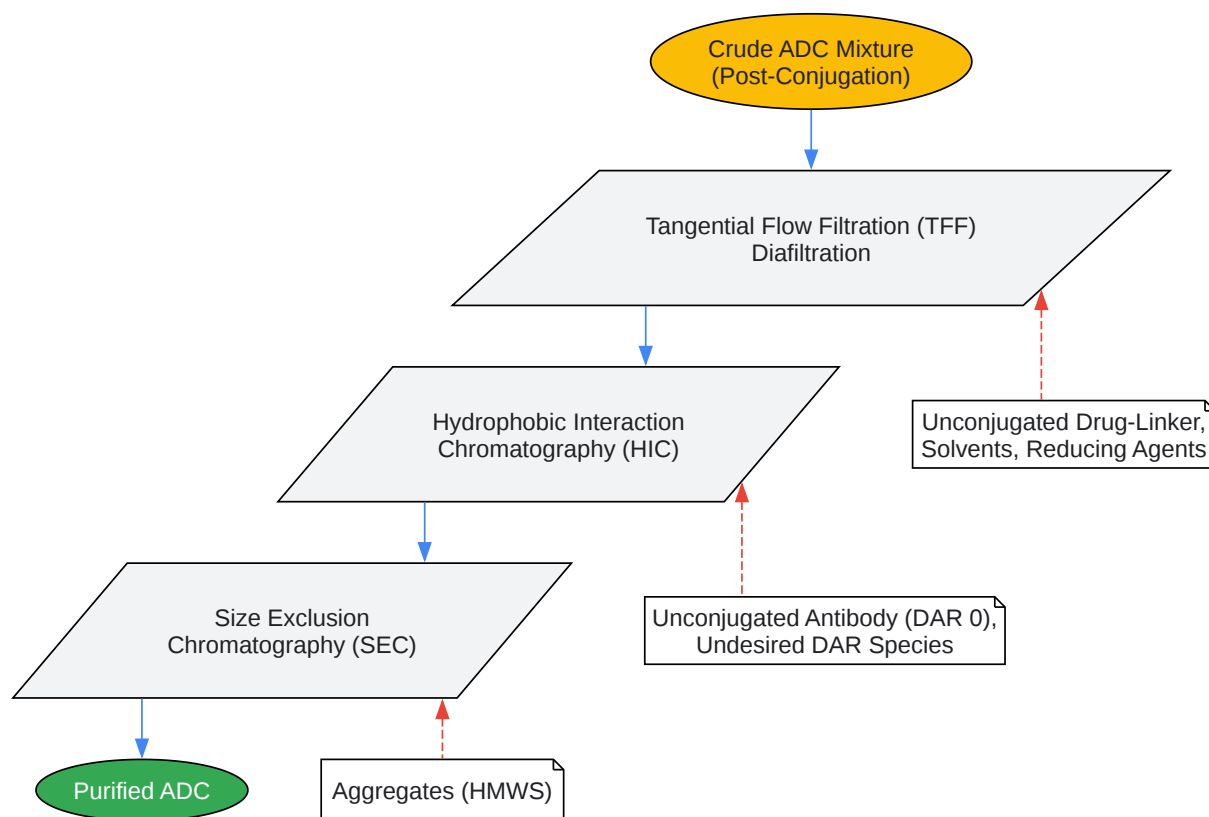 Crude ADC Mixture
(Post-Conjugation)
Tangential Flow Filtration (TFF)
Diafiltration
Hydrophobic Interaction
Chromatography (HIC)
Unconjugated Drug-Linker,
Solvents, Reducing Agents
Size Exclusion
Chromatography (SEC)
Unconjugated Antibody (DAR 0),
Undesired DAR Species
Purified ADC
Aggregates (HMWS)